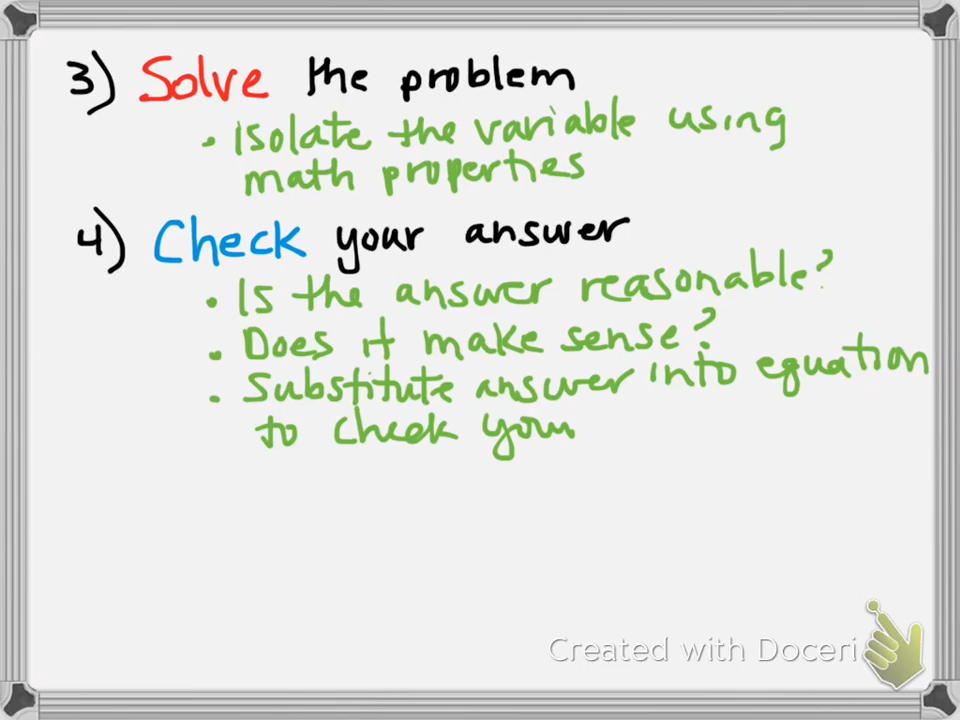 3) Solve the problem
• Isolate the variable using
math properties
4) Check your answer
• Is the answer reasonable?
• Does it make sense?
• Substitute answer into equation
to check your
Created with Doceri